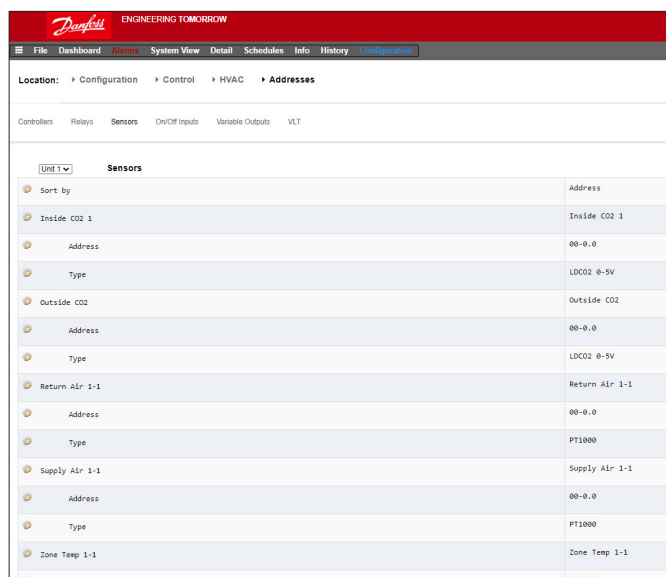 Danfoss ENGINEERING TOMORROW
File Dashboard Alarms System View Detail Schedules Info History Configuration
Location: Configuration Control HVAC Addresses
Controllers Relays Sensors On/Off Inputs Variable Outputs VLT
Unit 1 Sensors
Sort by Address
Inside CO2 1 Inside CO2 1
Address 00-0.0
Type LDCO2 0-5V
Outside CO2 Outside CO2
Address 00-0.0
Type LDCO2 0-5V
Return Air 1-1 Return Air 1-1
Address 00-0.0
Type PT1000
Supply Air 1-1 Supply Air 1-1
Address 00-0.0
Type PT1000
Zone Temp 1-1 Zone Temp 1-1